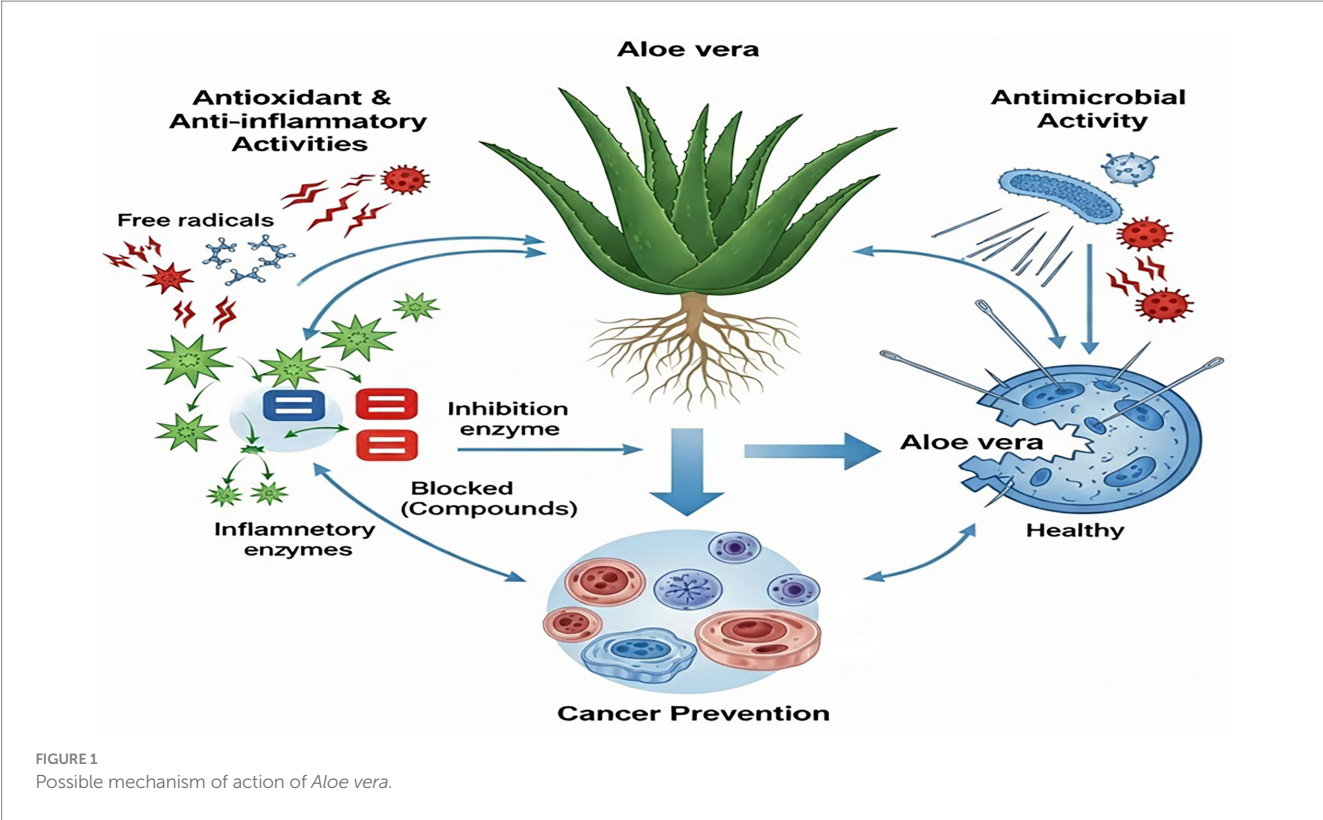 Aloe vera
Antioxidant &
Anti-inflammatory
Activities
Antimicrobial
Activity
Free radicals
Inhibition
enzyme
Aloe vera
Blocked
(Compounds)
Inflamnetory
enzymes
Healthy
Cancer Prevention
FIGURE 1
Possible mechanism of action of Aloe vera.